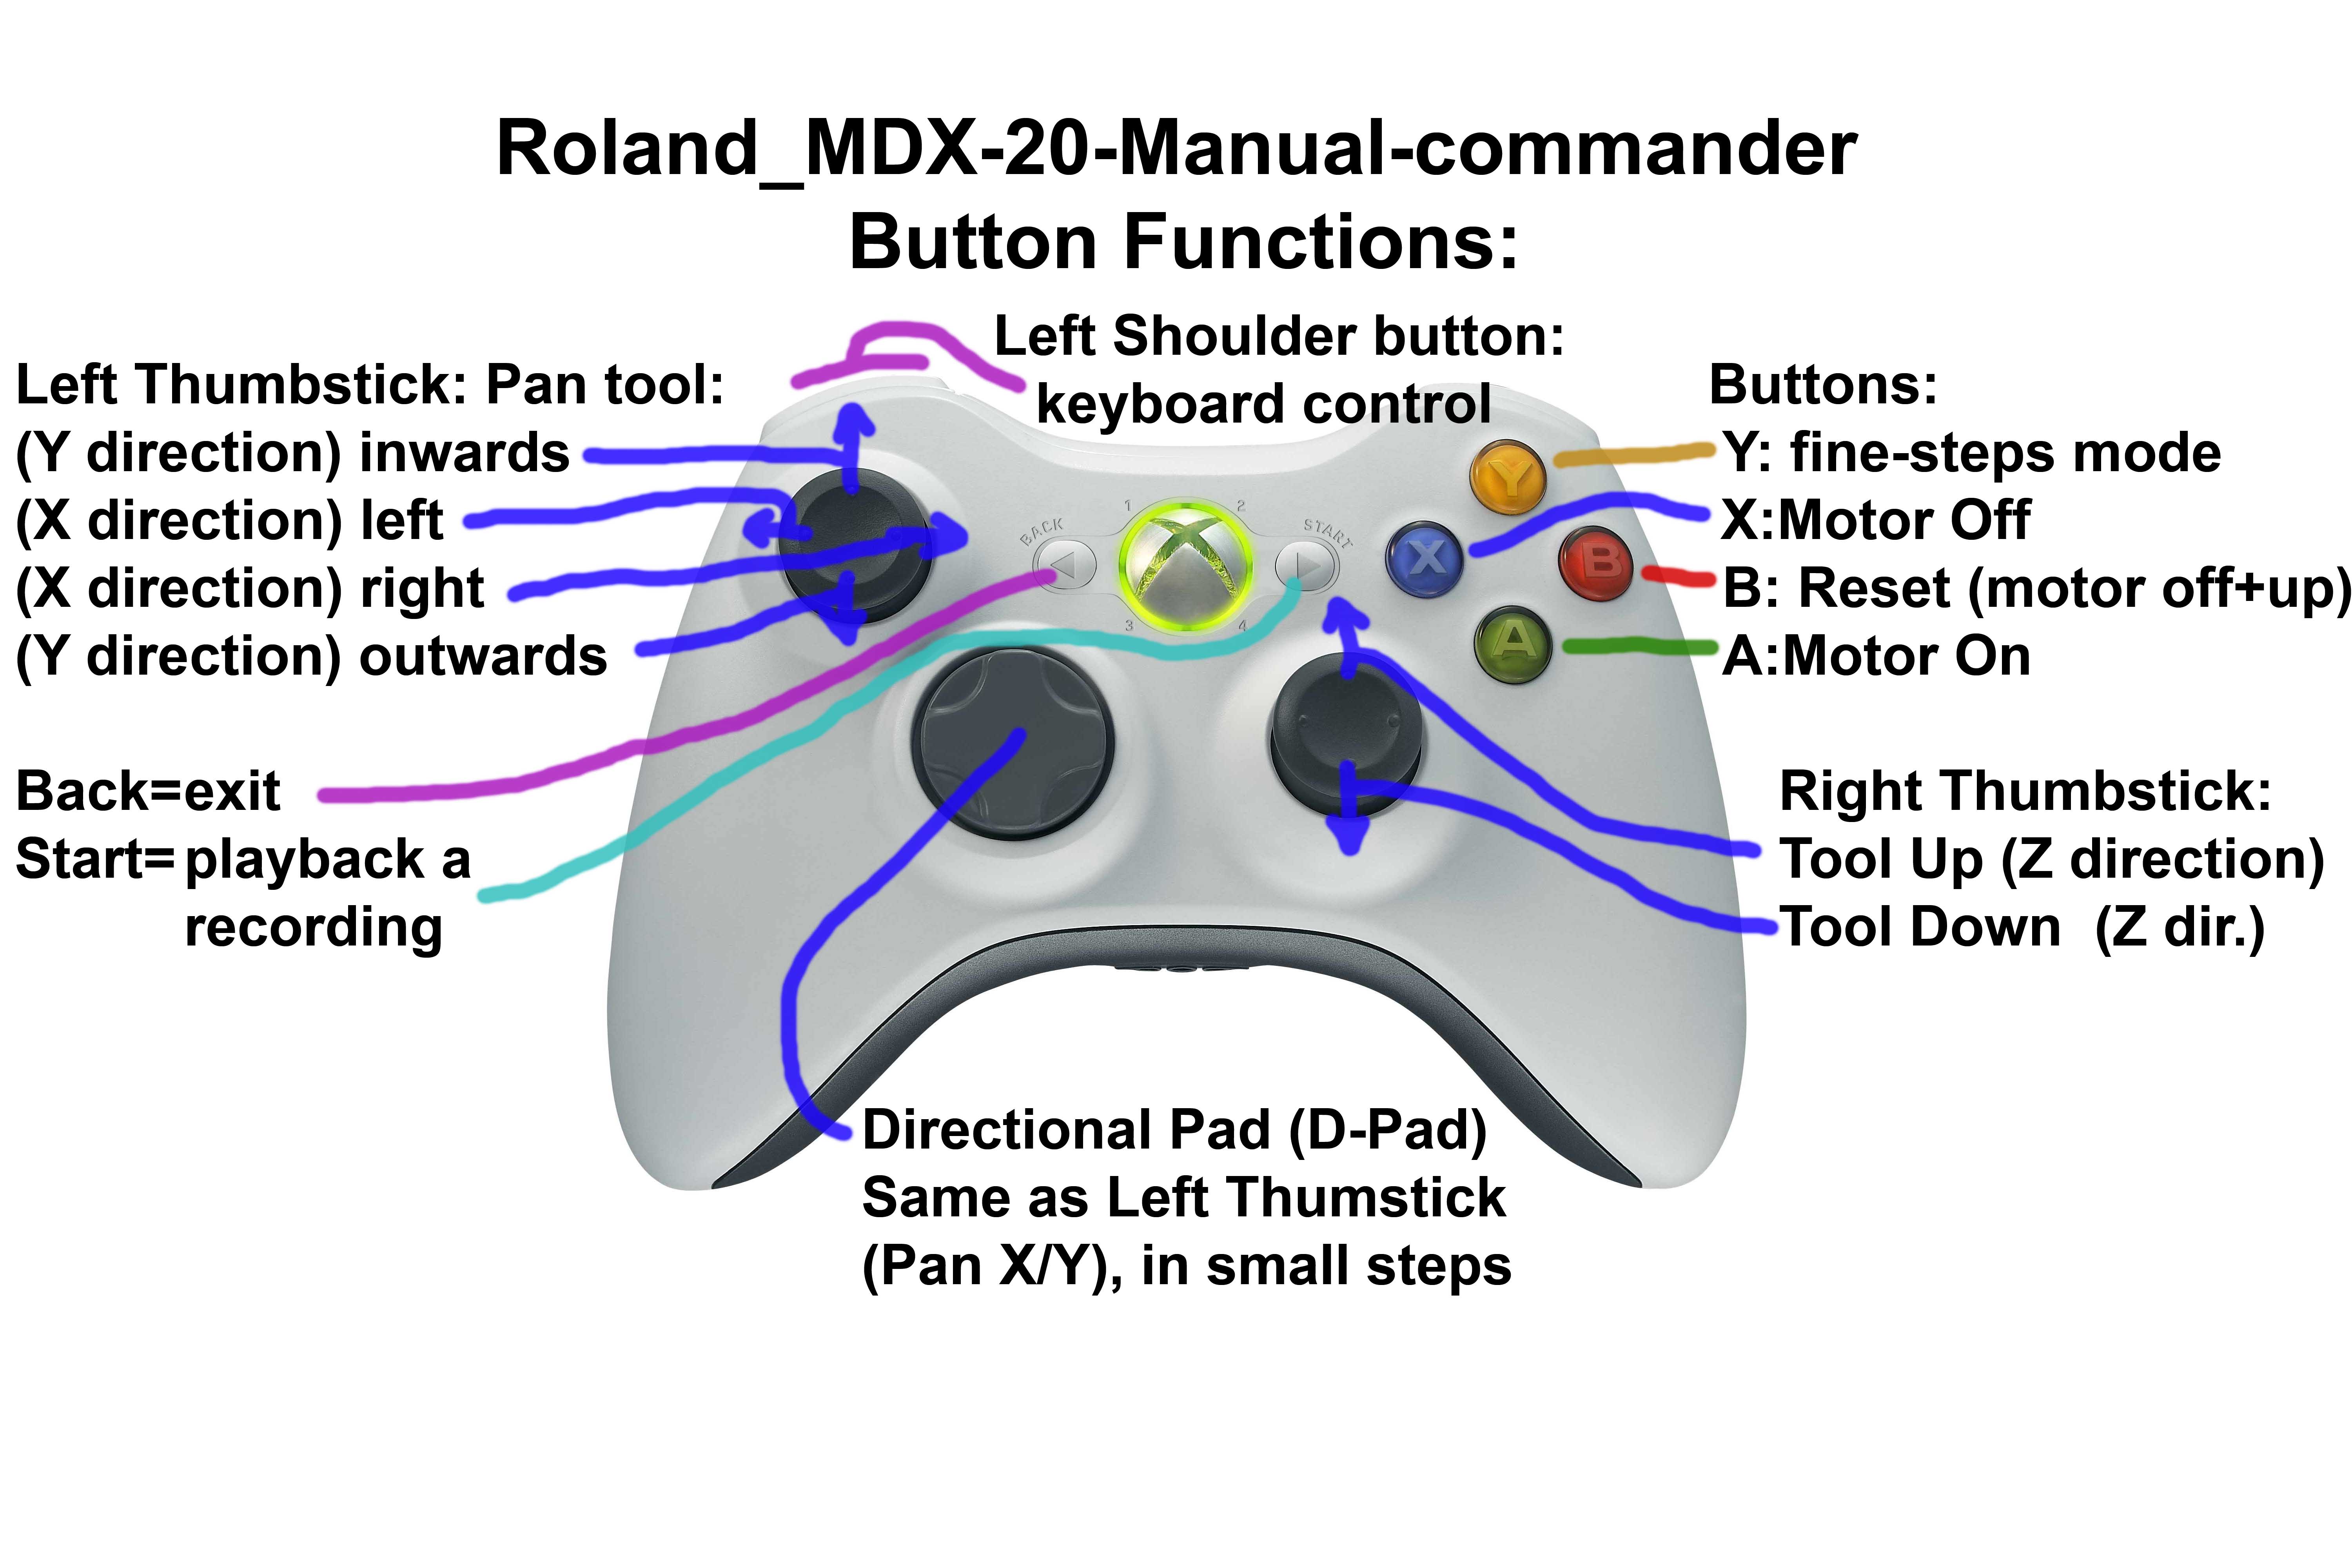 Roland_MDX-20-Manual-commander
Button Functions:
Left Shoulder button:
keyboard control
Left Thumbstick: Pan tool:
(Y direction) inwards
(X direction) left
(X direction) right
(Y direction) outwards
Back=exit
Start=playback a
recording
Buttons:
Y: fine-steps mode
X:Motor Off
B: Reset (motor off+up)
A:Motor On
Right Thumbstick:
Tool Up (Z direction)
Tool Down (Z dir.)
Directional Pad (D-Pad)
Same as Left Thumstick
(Pan X/Y), in small steps
BACK
START
1
2
3
4
Y
X
B
A